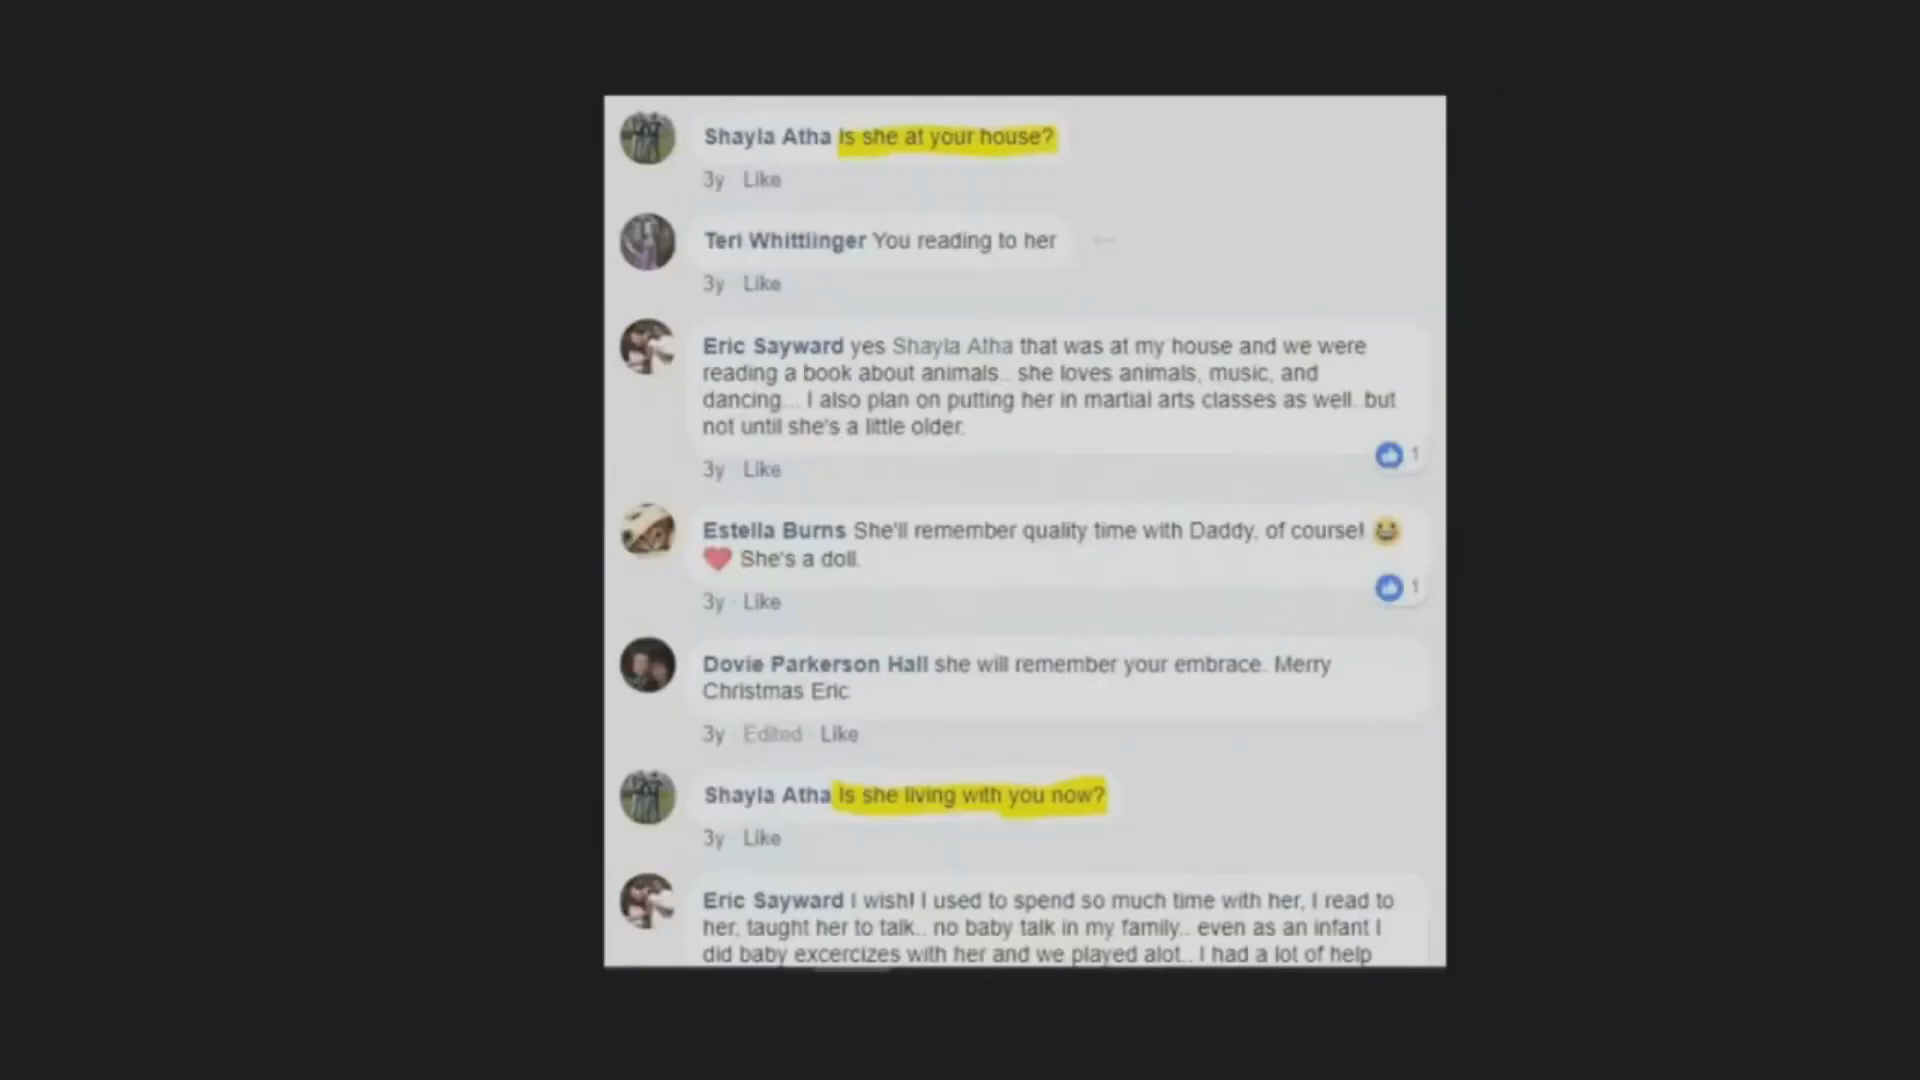 Shayla Atha Is she at your house?
3y Like
Teri Whittlinger You reading to her
3y Like
Eric Sayward yes Shayla Atha that was at my house and we were
reading a book about animals.. she loves animals, music, and
dancing... I also plan on putting her in martial arts classes as well..but
not until she's a little older.
1
3y Like
Estella Burns She'll remember quality time with Daddy, of course!
She's a doll.
1
3y · Like
Dovie Parkerson Hall she will remember your embrace. Merry
Christmas Eric
3y · Edited · Like
Shayla Atha Is she living with you now?
3y Like
Eric Sayward I wish! I used to spend so much time with her, I read to
her, taught her to talk.. no baby talk in my family.. even as an infant I
did baby excercizes with her and we played alot.. I had a lot of help